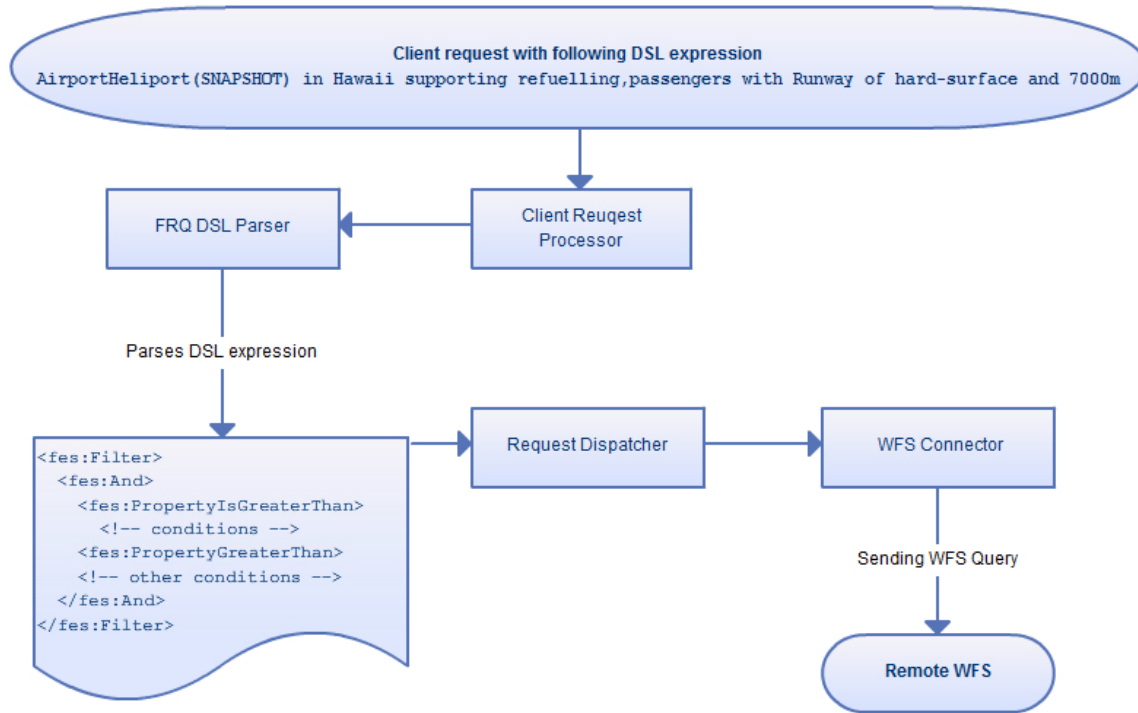 Client request with following DSL expression
AirportHeliport(SNAPSHOT) in Hawaii supporting refuelling,passengers with Runway of hard-surface and 7000m
FRQ DSL Parser
Client Reuqest
Processor
Parses DSL expression
<fes:Filter>
<fes:And>
<fes:PropertyIsGreaterThan>
<!-- conditions -->
<fes:PropertyGreaterThan>
<!-- other conditions -->
</fes:And>
</fes:Filter>
Request Dispatcher
WFS Connector
Sending WFS Query
Remote WFS